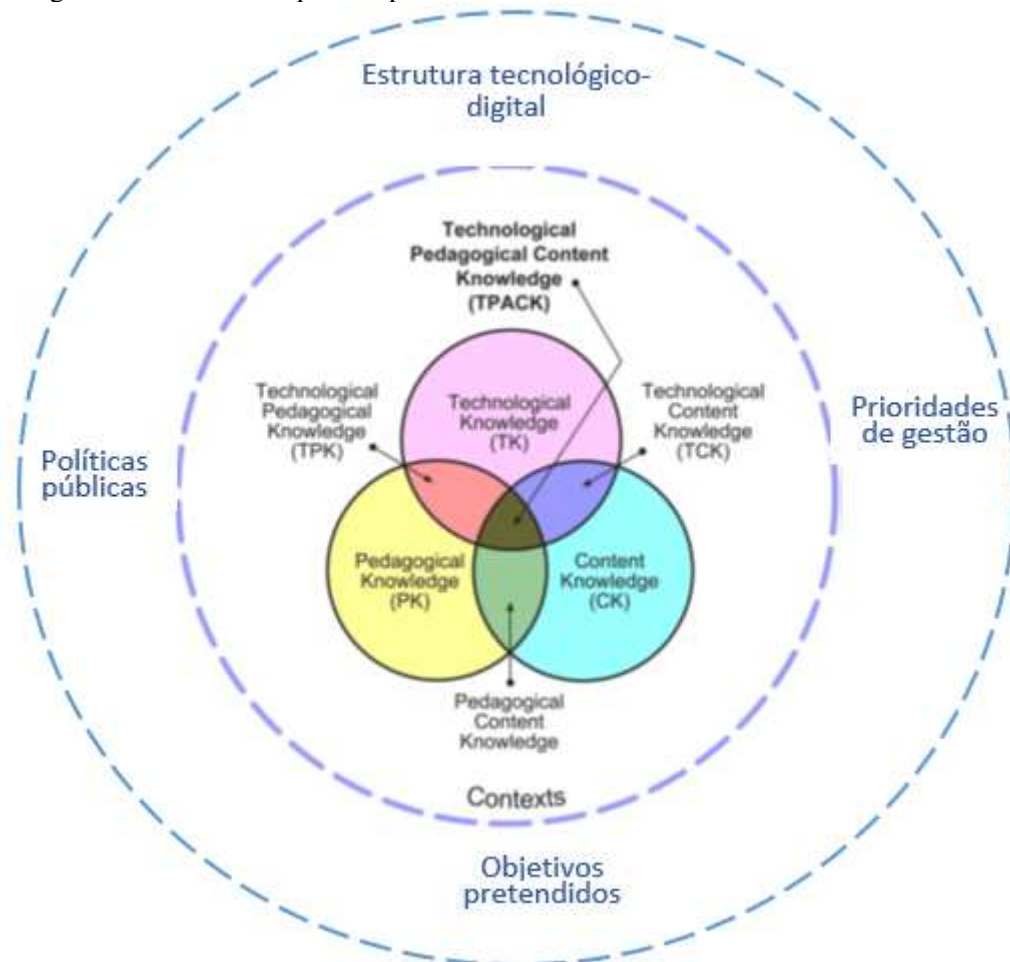 Estrutura tecnológico-
digital
Technological
Pedagogical Content
Knowledge
(TPACK)
Technological
Pedagogical
Knowledge
(TPK)
Technological
Knowledge
(TK)
Technological
Content
Knowledge
(TCK)
Prioridades
de gestão
Políticas
públicas
Pedagogical
Knowledge
(PK)
Content
Knowledge
(CK)
Pedagogical
Content
Knowledge
Contexts
Objetivos
pretendidos